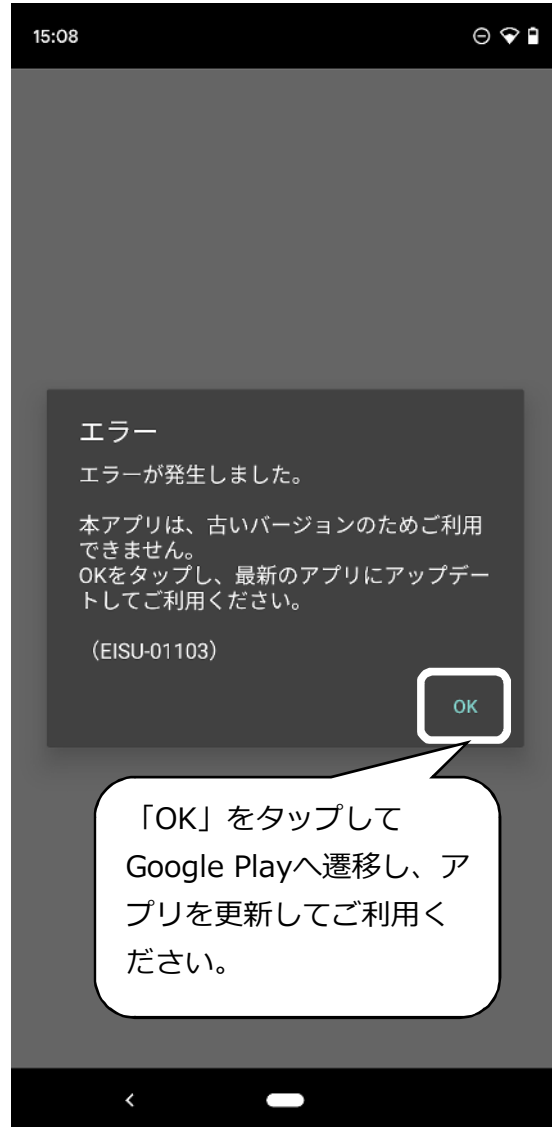 15:08
エラー
エラーが発生しました。
本アプリは、古いバージョンのためご利用
できません。
OKをタップし、最新のアプリにアップデー
トしてご利用ください。
（EISU-01103）
OK
「OK」をタップして
Google Playへ遷移し、ア
プリを更新してご利用く
ださい。